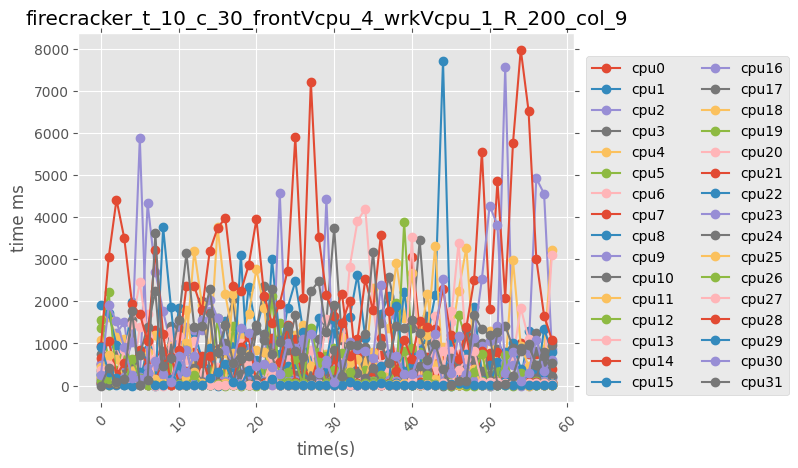 firecracker_t_10_c_30_frontVcpu_4_wrkVcpu_1_R_200_col_9
8000
7000
6000
5000
4000
3000
2000
1000
0
time ms
0
10
20
30
40
50
60
time(s)
cpu0
cpu1
cpu2
cpu3
cpu4
cpu5
cpu6
cpu7
cpu8
cpu9
cpu10
cpu11
cpu12
cpu13
cpu14
cpu15
cpu16
cpu17
cpu18
cpu19
cpu20
cpu21
cpu22
cpu23
cpu24
cpu25
cpu26
cpu27
cpu28
cpu29
cpu30
cpu31